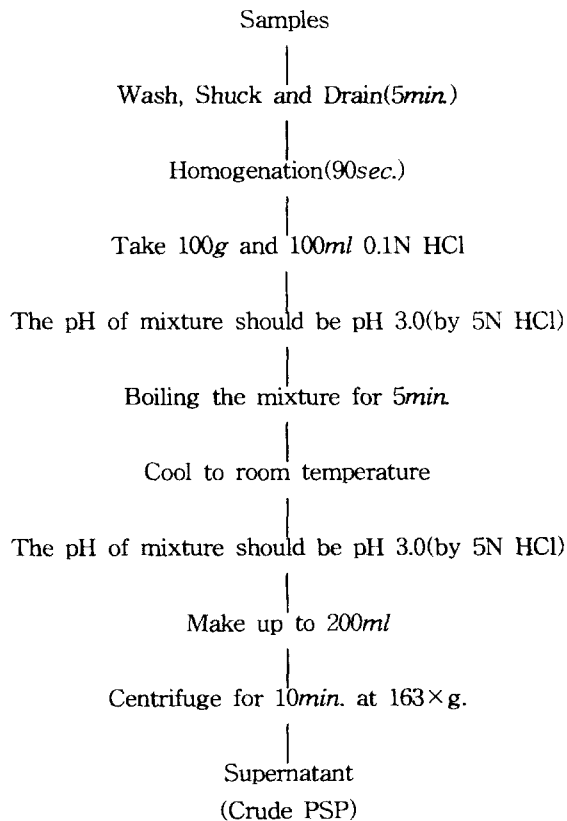 Samples
Wash, Shuck and Drain(5min.)
Homogenation(90sec.)
Take 100g and 100ml 0.1N HCl
The pH of mixture should be pH 3.0(by 5N HCl)
Boiling the mixture for 5min.
Cool to room temperature
The pH of mixture should be pH 3.0(by 5N HCl)
Make up to 200ml
Centrifuge for 10min. at 163×g.
Supernatant
(Crude PSP)